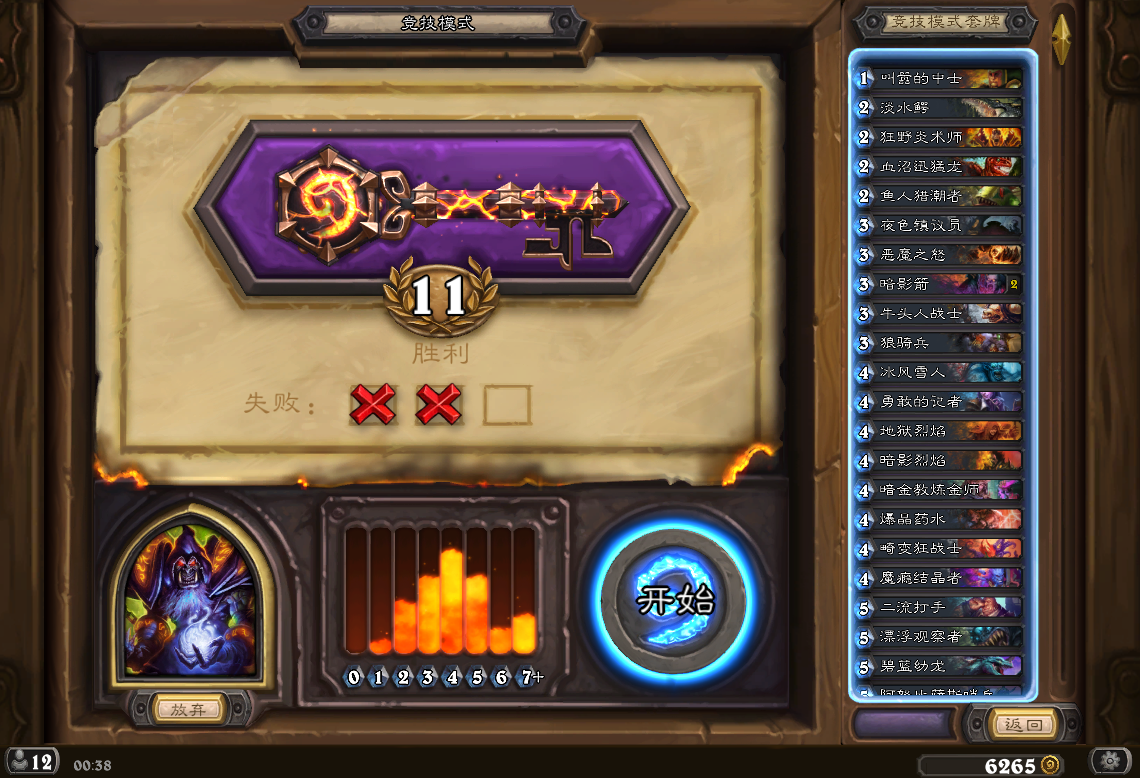 竞技模式
竞技模式套牌
11
胜利
失败：
0 1 2 3 4 5 6 7+
开始
放弃
1 叫嚣的中士
2 淡水鳄
2 狂野炎术师
2 血沼迅猛龙
2 鱼人猎潮者
3 夜色镇议员
3 恶魔之怒
3 暗影箭 2
3 牛头人战士
3 狼骑兵
4 冰风雪人
4 勇敢的记者
4 地狱烈焰
4 暗影烈焰
4 暗金教炼金师
4 爆晶药水
4 畸变狂战士
4 魔瘾结晶者
5 二流打手
5 漂浮观察者
5 碧蓝幼龙
返回
12
00:38
6265